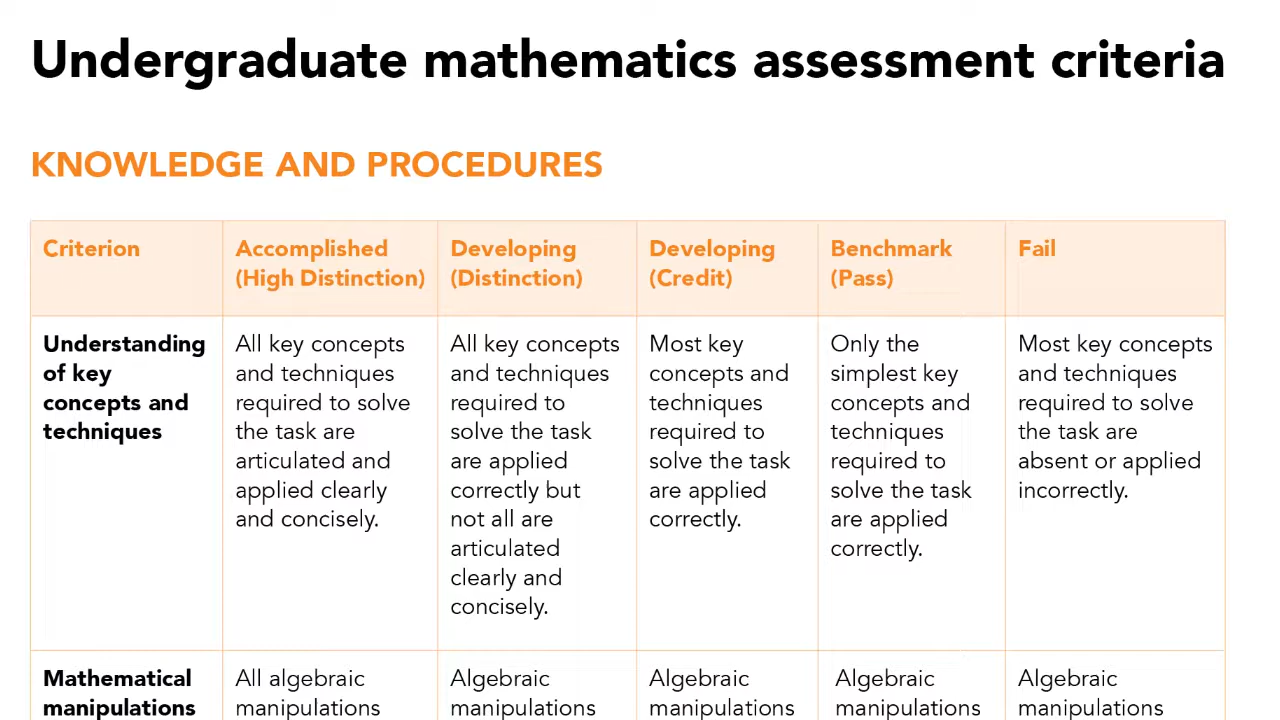 Undergraduate mathematics assessment criteria
KNOWLEDGE AND PROCEDURES
Criterion
Accomplished
(High Distinction)
Developing
(Distinction)
Developing
(Credit)
Benchmark
(Pass)
Fail
Understanding
of key
concepts and
techniques
All key concepts
and techniques
required to solve
the task are
articulated and
applied clearly
and concisely.
All key concepts
and techniques
required to
solve the task
are applied
correctly but
not all are
articulated
clearly and
concisely.
Most key
concepts and
techniques
required to
solve the task
are applied
correctly.
Only the
simplest key
concepts and
techniques
required to
solve the task
are applied
correctly.
Most key concepts
and techniques
required to solve
the task are
absent or applied
incorrectly.
Mathematical
manipulations
All algebraic
manipulations
Algebraic
manipulations
Algebraic
manipulations
Algebraic
manipulations
Algebraic
manipulations